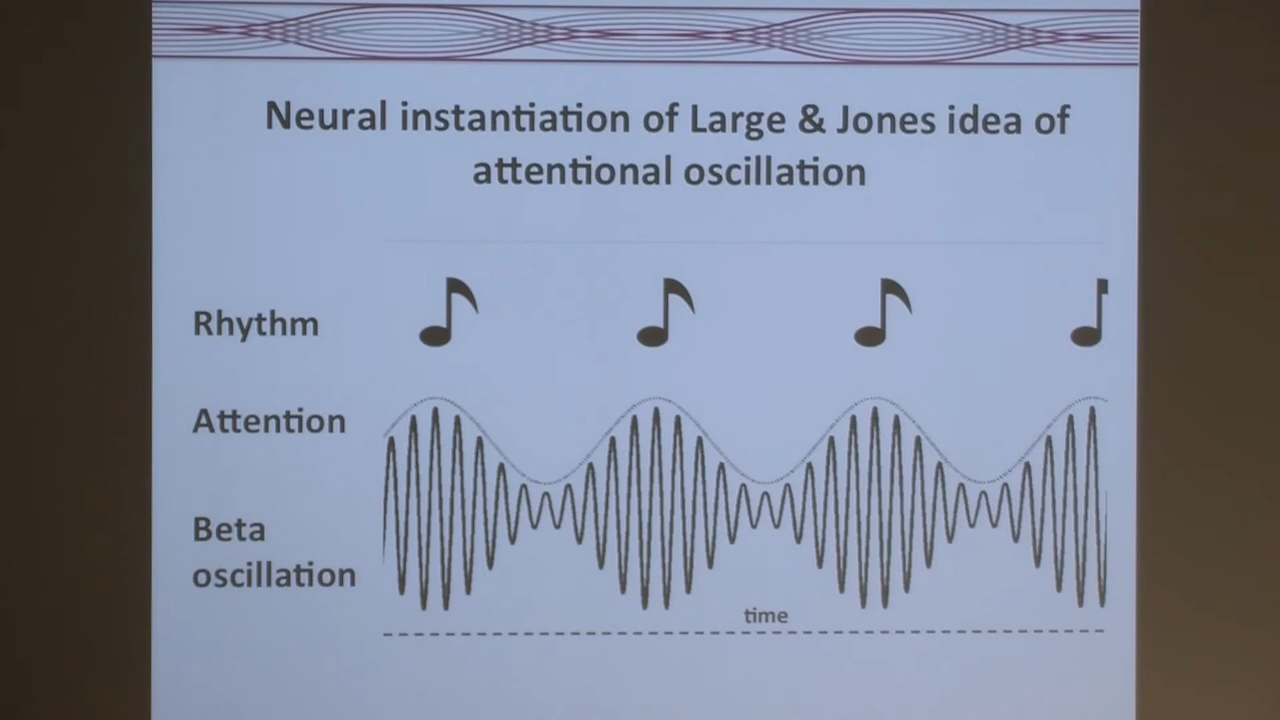 Neural instantiation of Large & Jones idea of
attentional oscillation
Rhythm
Attention
Beta
oscillation
time